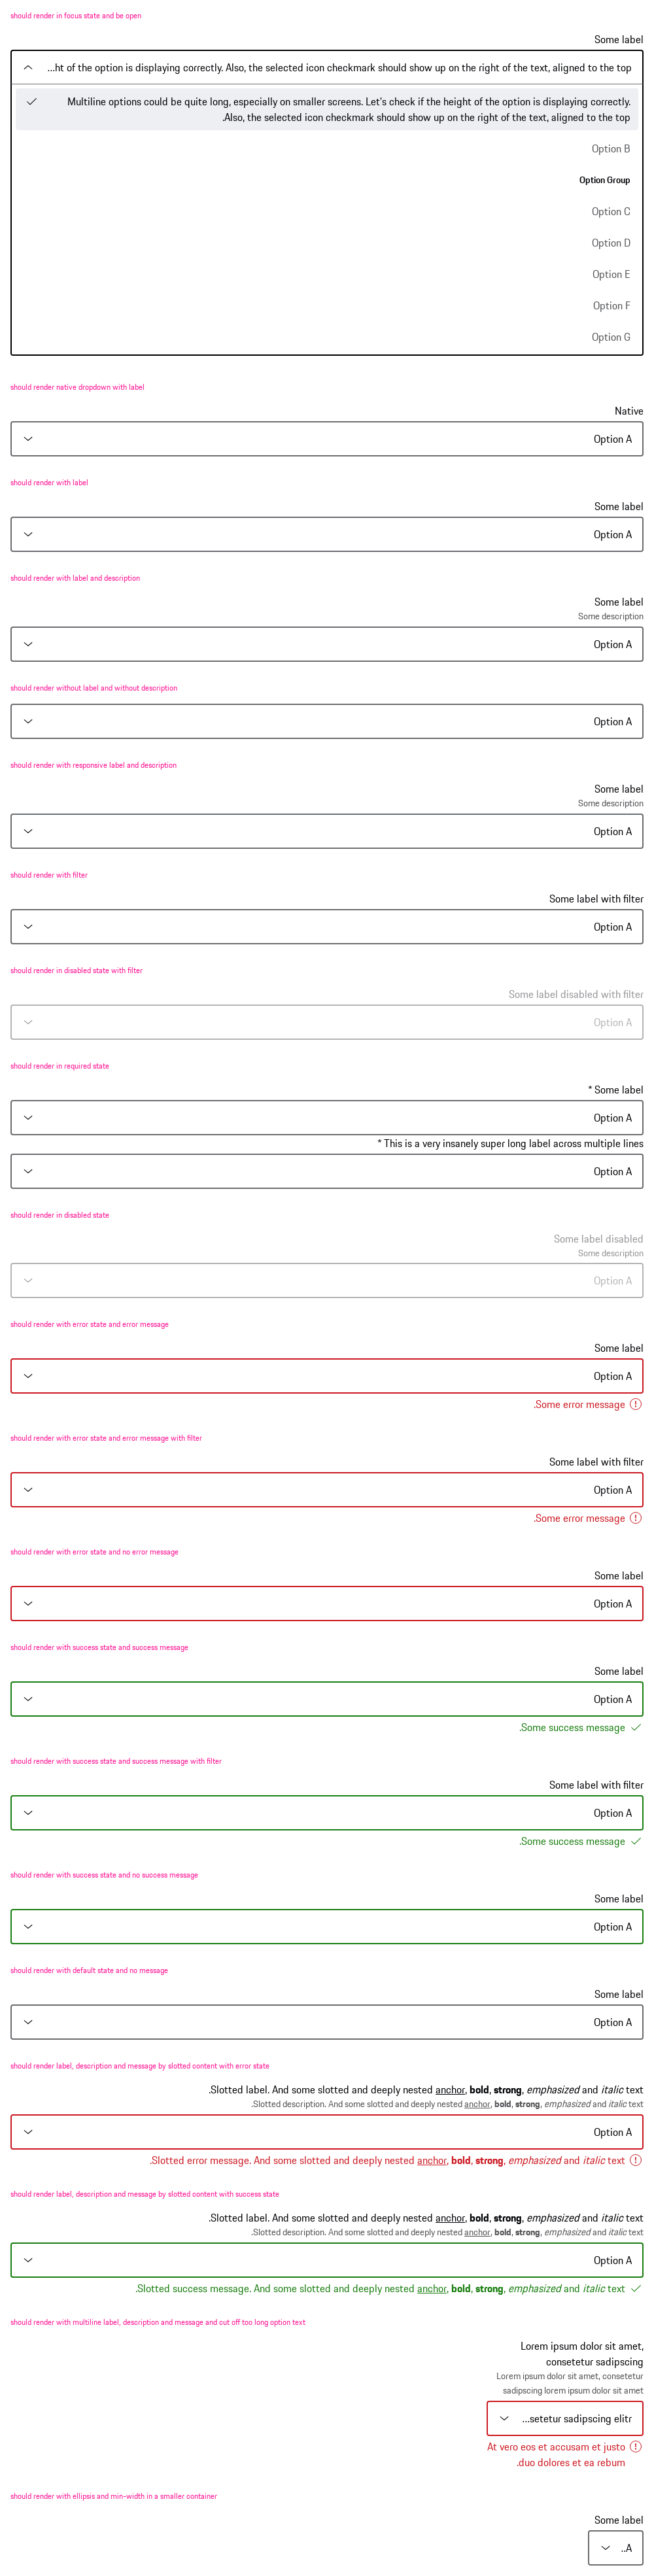 should render in focus state and be open
Some label
...ht of the option is displaying correctly. Also, the selected icon checkmark should show up on the right of the text, aligned to the top
Multiline options could be quite long, especially on smaller screens. Let's check if the height of the option is displaying correctly.
.Also, the selected icon checkmark should show up on the right of the text, aligned to the top
Option B
Option Group
Option C
Option D
Option E
Option F
Option G
should render native dropdown with label
Native
Option A
should render with label
Some label
Option A
should render with label and description
Some label
Some description
Option A
should render without label and without description
Option A
should render with responsive label and description
Some label
Some description
Option A
should render with filter
Some label with filter
Option A
should render in disabled state with filter
Some label disabled with filter
Option A
should render in required state
* Some label
Option A
* This is a very insanely super long label across multiple lines
Option A
should render in disabled state
Some label disabled
Some description
Option A
should render with error state and error message
Some label
Option A
.Some error message
should render with error state and error message with filter
Some label with filter
Option A
.Some error message
should render with error state and no error message
Some label
Option A
should render with success state and success message
Some label
Option A
.Some success message
should render with success state and success message with filter
Some label with filter
Option A
.Some success message
should render with success state and no success message
Some label
Option A
should render with default state and no message
Some label
Option A
should render label, description and message by slotted content with error state
.Slotted label. And some slotted and deeply nested anchor, bold, strong, emphasized and italic text
.Slotted description. And some slotted and deeply nested anchor, bold, strong, emphasized and italic text
Option A
.Slotted error message. And some slotted and deeply nested anchor, bold, strong, emphasized and italic text
should render label, description and message by slotted content with success state
.Slotted label. And some slotted and deeply nested anchor, bold, strong, emphasized and italic text
.Slotted description. And some slotted and deeply nested anchor, bold, strong, emphasized and italic text
Option A
.Slotted success message. And some slotted and deeply nested anchor, bold, strong, emphasized and italic text
should render with multiline label, description and message and cut off too long option text
Lorem ipsum dolor sit amet,
consetetur sadipscing
Lorem ipsum dolor sit amet, consetetur
sadipscing lorem ipsum dolor sit amet
...setetur sadipscing elitr
At vero eos et accusam et justo
.duo dolores et ea rebum
should render with ellipsis and min-width in a smaller container
Some label
..A